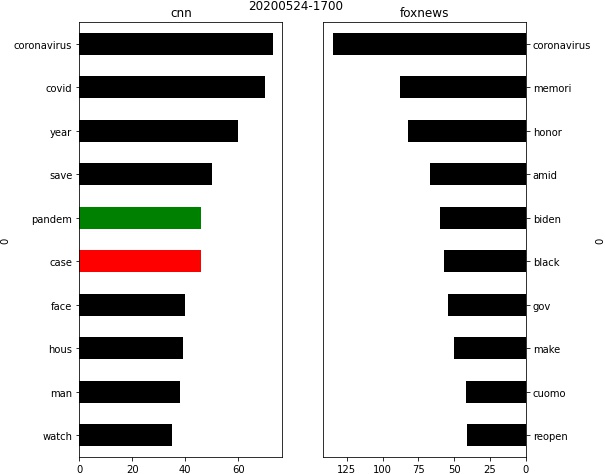 20200524-1700
cnn
foxnews
coronavirus
covid
year
save
pandem
case
face
hous
man
watch
0
0 20 40 60
coronavirus
memori
honor
amid
biden
black
gov
make
cuomo
reopen
0
125 100 75 50 25 0